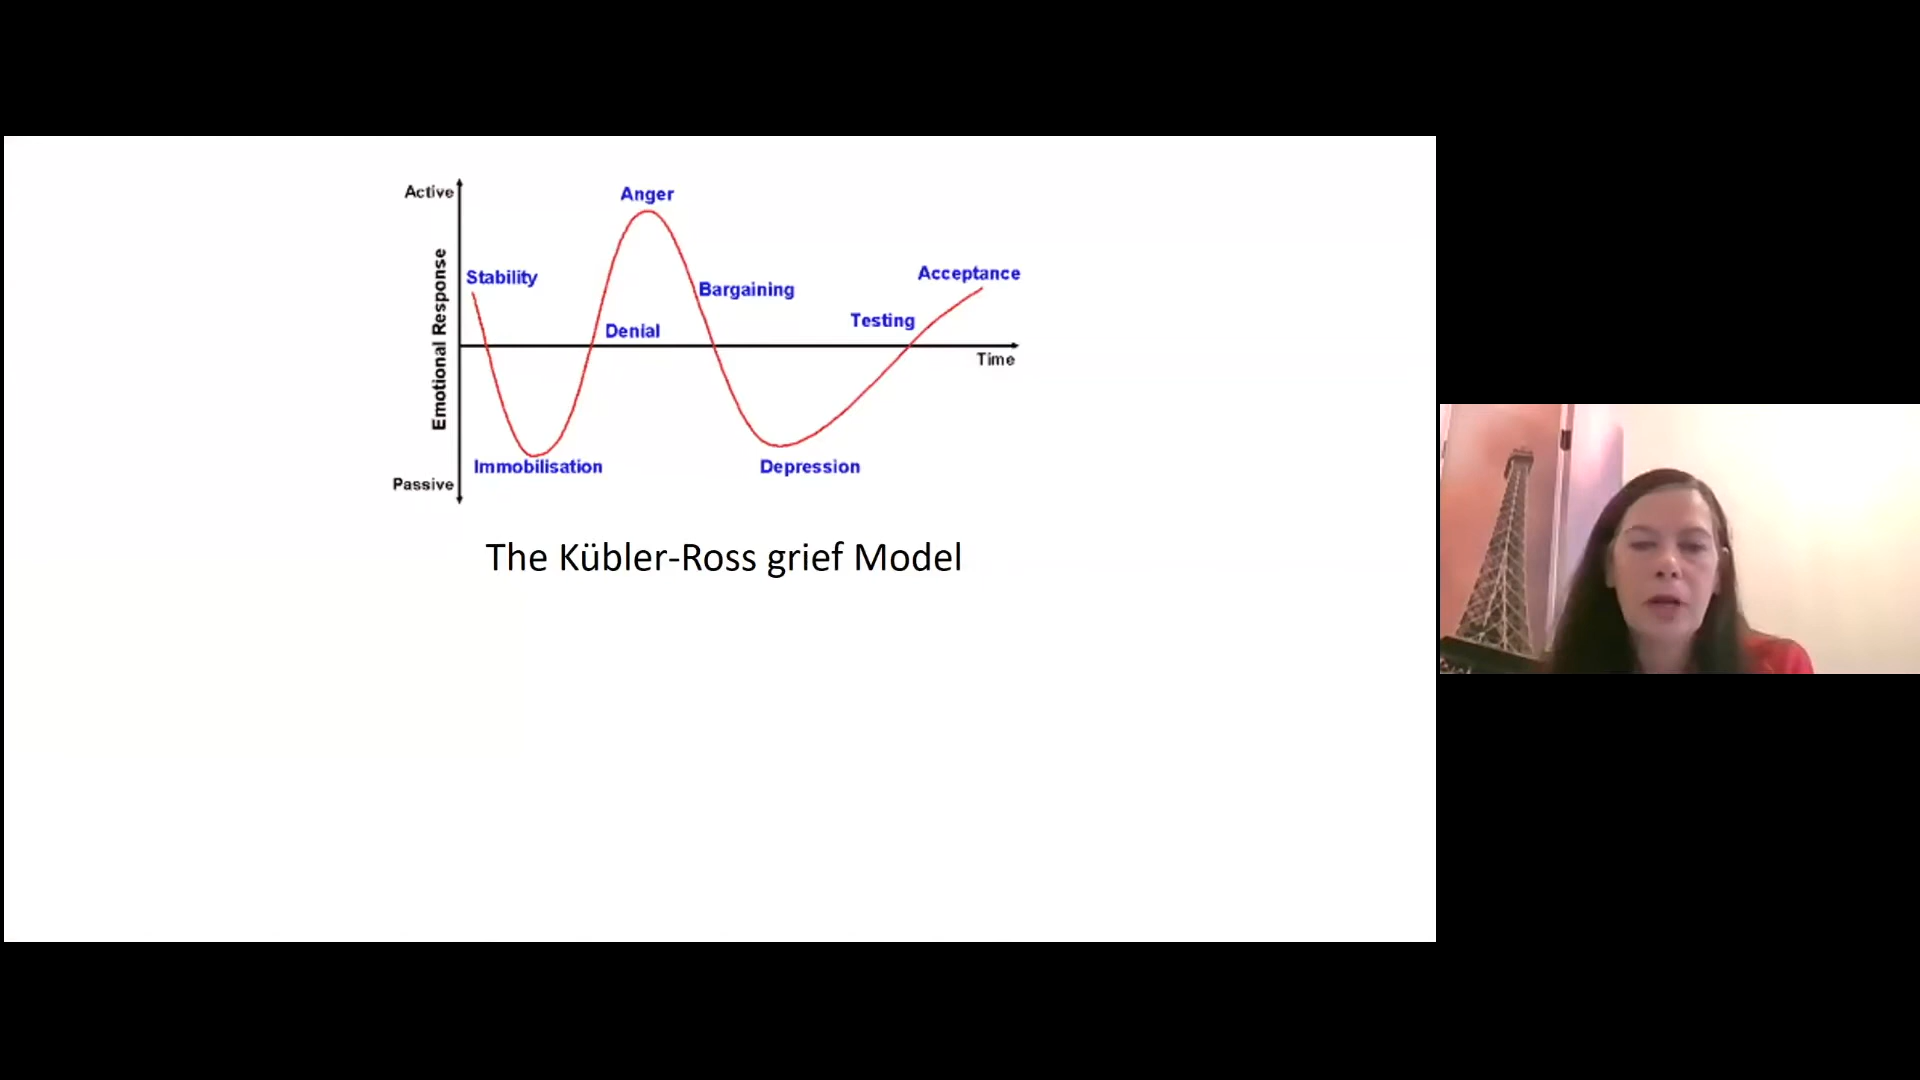 Active
Anger
Stability
Acceptance
Bargaining
Testing
Denial
Time
Emotional Response
Immobilisation
Depression
Passive
The Kübler-Ross grief Model